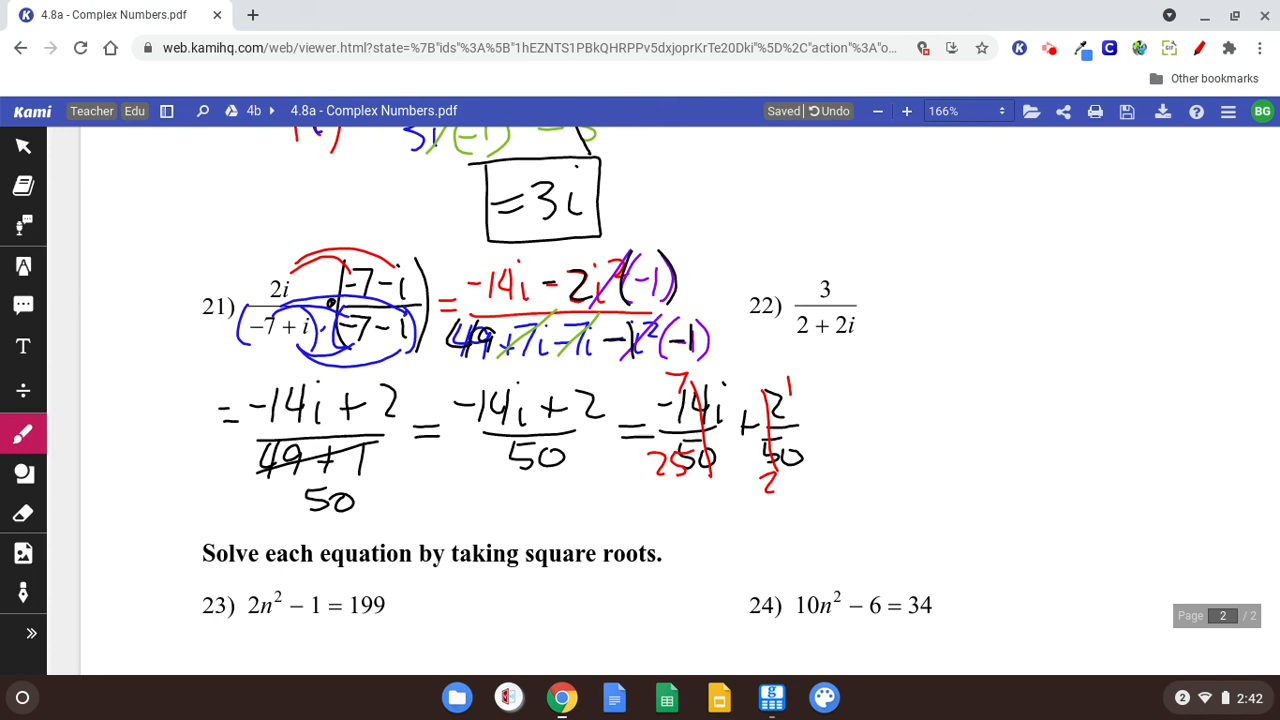 4.8a - Complex Numbers.pdf
web.kamihq.com/web/viewer.html?state=%7B"ids"%3A%5B"1hEZNTS1PBkQHRPPv5dxjoprKrTe20Dki"%5D%2C"action"%3A"o...
Other bookmarks
Kami Teacher Edu 4b > 4.8a - Complex Numbers.pdf Saved Undo 166% BG
= 3i
21) 2i / (-7 + i) · (-7 - i / -7 - i) = -14i - 2i²(-1) / 49 + 7i - 7i - 1i²(-1)
22) 3 / 2 + 2i
= -14i + 2 / 49 + 1 = -14i + 2 / 50 = -14i / 50 + 2 / 50
50
7 25 1 2
Solve each equation by taking square roots.
23) 2n² − 1 = 199
24) 10n² − 6 = 34
Page 2 / 2
2 2:42